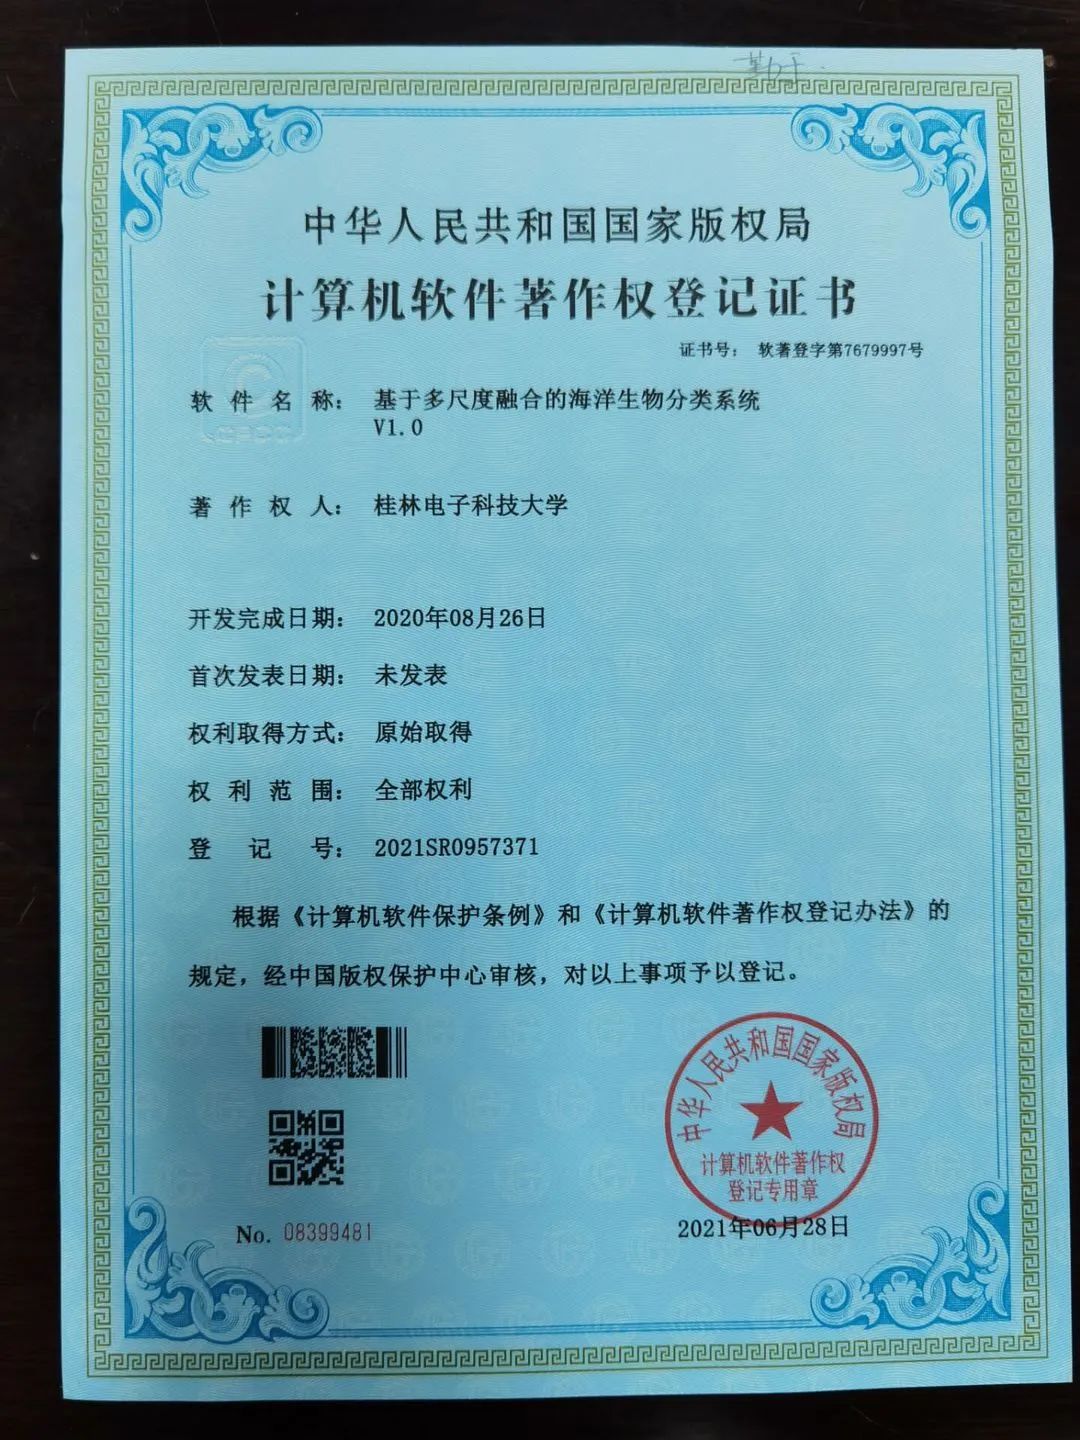 中华人民共和国国家版权局
计算机软件著作权登记证书
证书号： 软著登字第7679997号
软件名称： 基于多尺度融合的海洋生物分类系统
V1.0
著作权人： 桂林电子科技大学
开发完成日期： 2020年08月26日
首次发表日期： 未发表
权利取得方式： 原始取得
权利范围： 全部权利
登记号： 2021SR0957371
根据《计算机软件保护条例》和《计算机软件著作权登记办法》的
规定，经中国版权保护中心审核，对以上事项予以登记。
中华人民共和国国家版权局
计算机软件著作权
登记专用章
No. 08399481
2021年06月28日